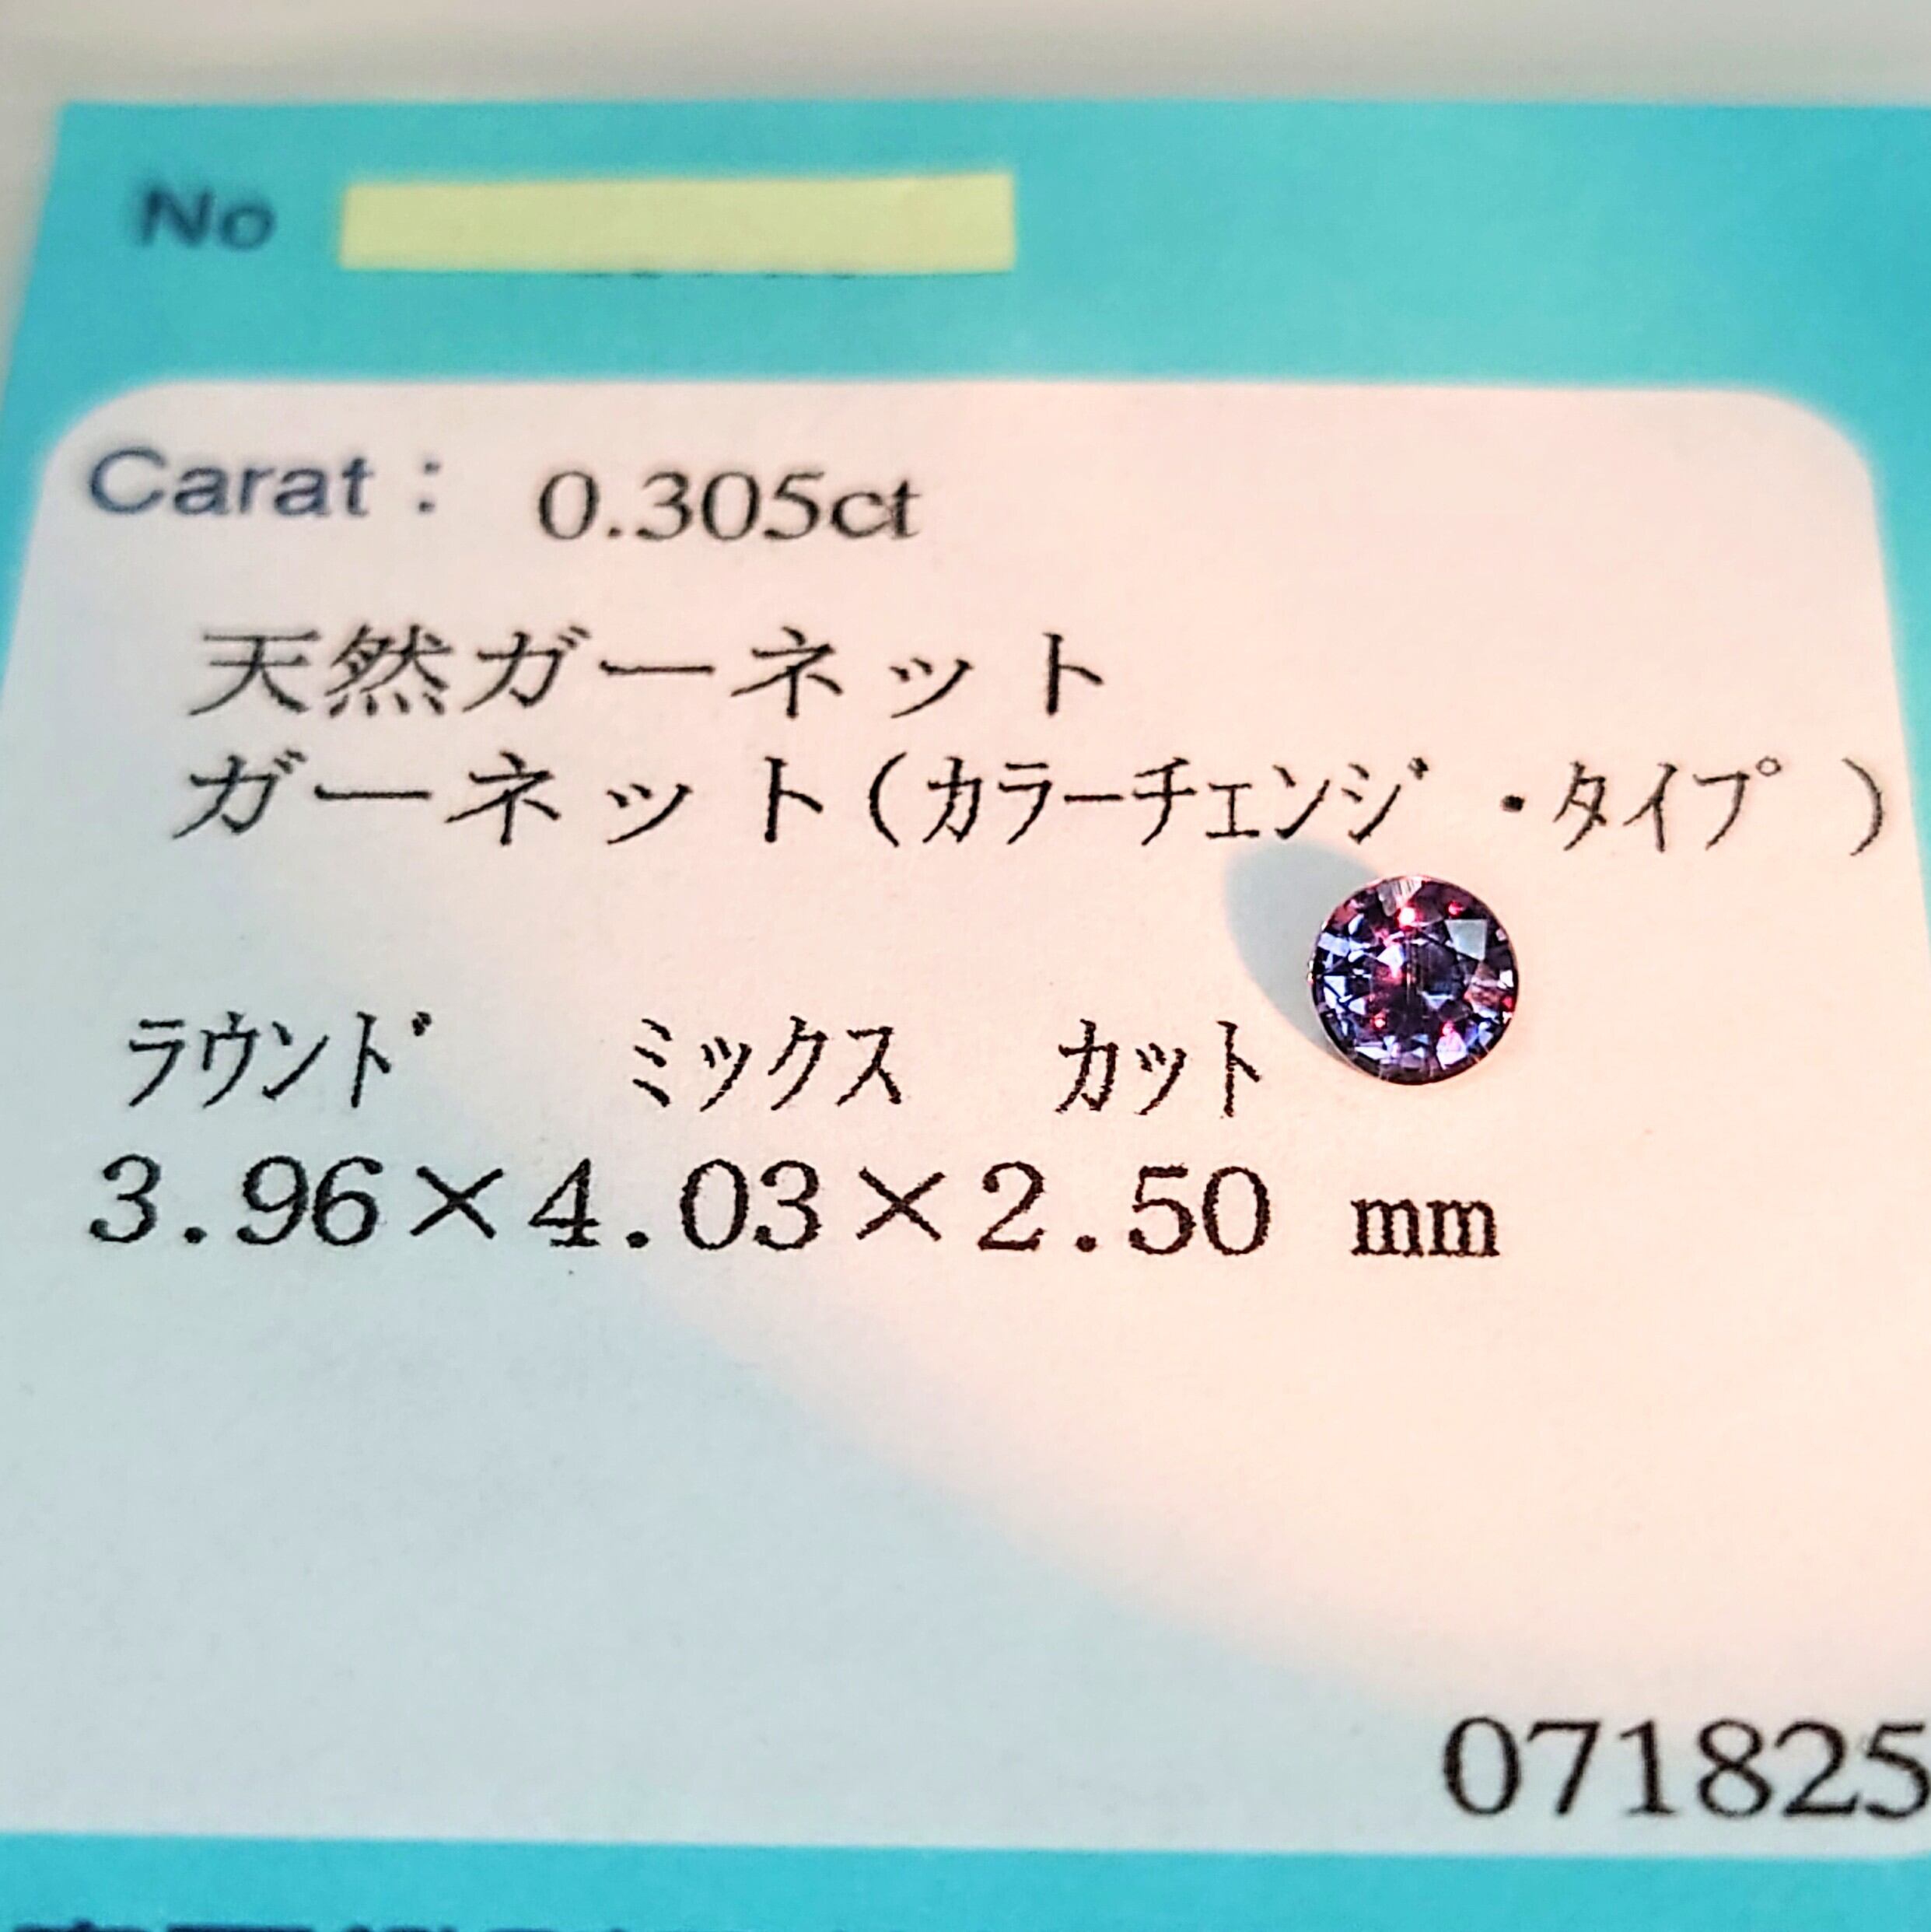 No
Carat : 0.305ct
天然ガーネット
ガーネット(カラーチェンジ・タイプ)
ラウンド ミックス カット
3.96×4.03×2.50 mm
071825